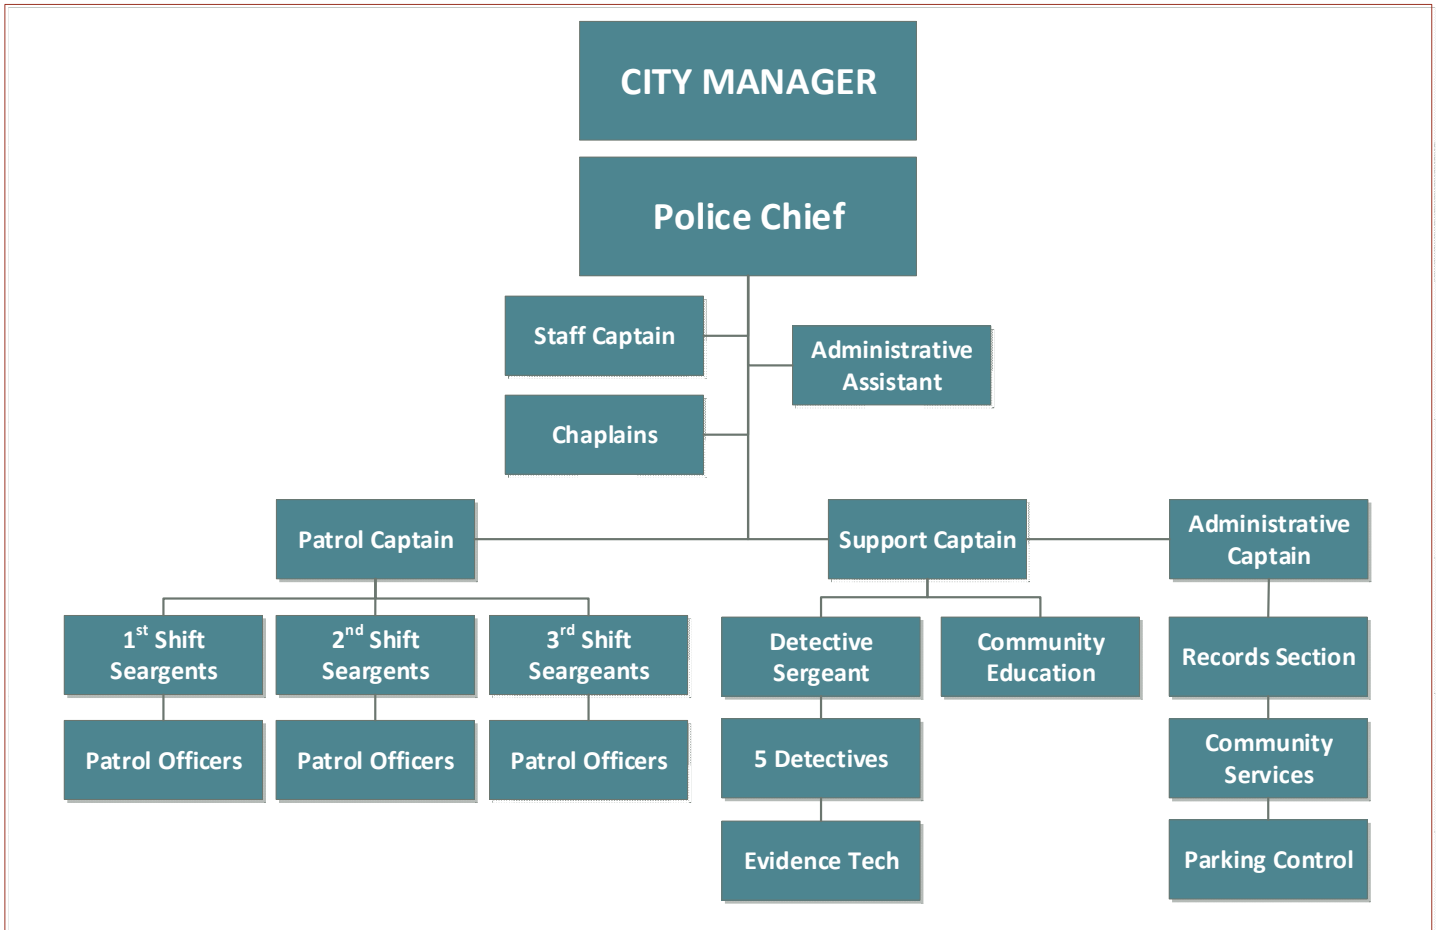 CITY MANAGER
Police Chief
Staff Captain
Administrative
Assistant
Chaplains
Patrol Captain
Support Captain
Administrative
Captain
1st Shift
Seargents
2nd Shift
Seargents
3rd Shift
Seargeants
Detective
Sergeant
Community
Education
Records Section
Patrol Officers
Patrol Officers
Patrol Officers
5 Detectives
Community
Services
Evidence Tech
Parking Control